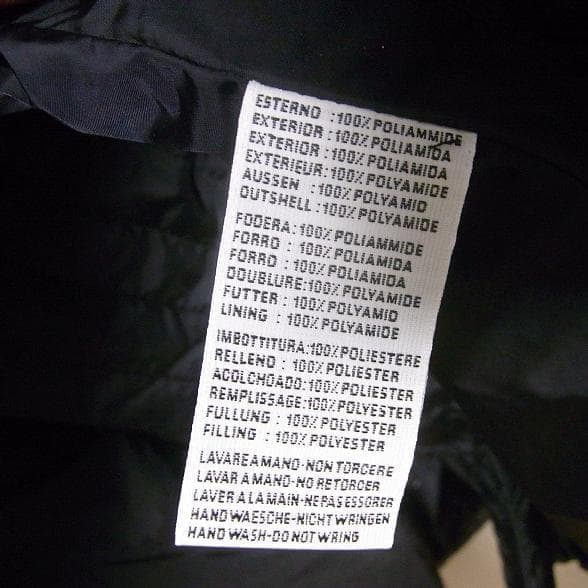 ESTERNO :100% POLIAMMIDE
EXTERIOR :100% POLIAMIDA
EXTERIOR :100% POLIAMIDA
EXTERIEUR:100% POLYAMIDE
AUSSEN :100% POLYAMID
OUTSHELL :100% POLYAMIDE
FODERA:100% POLIAMMIDE
FORRO :100% POLIAMIDA
FORRO :100% POLIAMIDA
DOUBLURE:100% POLYAMIDE
FUTTER :100% POLYAMID
LINING :100% POLYAMIDE
IMBOTTITURA:100% POLIESTERE
RELLENO :100% POLIESTER
ACOLCHOADO:100% POLIESTER
REMPLISSAGE:100% POLYESTER
FULLUNG :100% POLYESTER
FILLING :100% POLYESTER
LAVARE A MANO-NON TORCERE
LAVAR A MANO-NO RETORCER
LAVER A LA MAIN-NE PAS ESSORER
HANDWAESCHE-NICHT WRINGEN
HAND WASH-DO NOT WRING